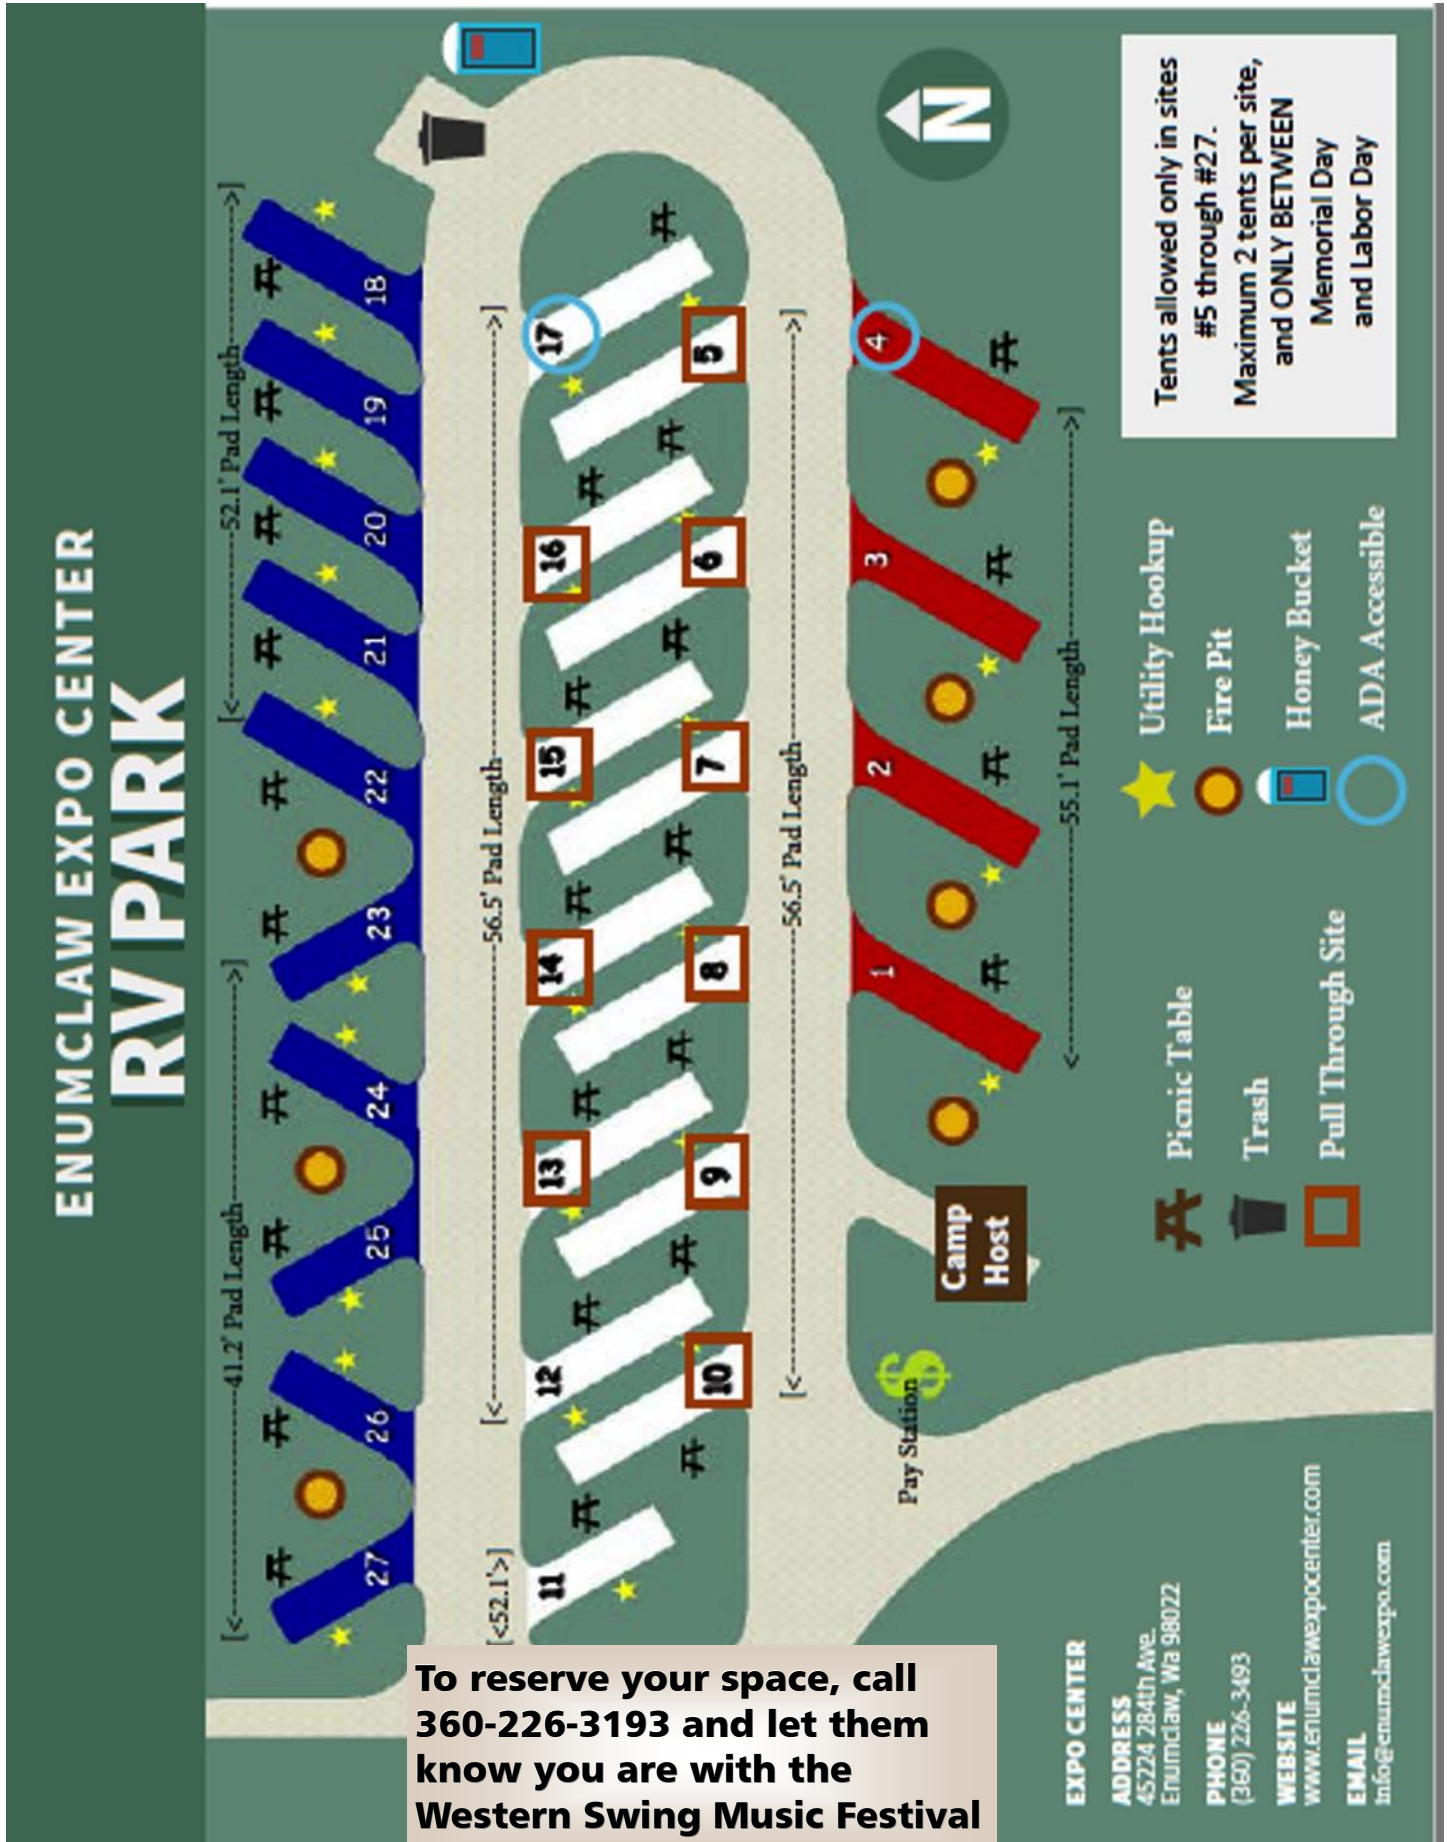 ENUMCLAW EXPO CENTER
RV PARK
[<----41.2' Pad Length---->]
[<----52.1' Pad Length---->]
27 26 25 24 23 22 21 20 19 18
[<52.1'>]
[<----56.5' Pad Length---->]
11 12 13 14 15 16 17
10 9 8 7 6 5
[<----56.5' Pad Length---->]
1 2 3 4
<----55.1' Pad Length---->]
Pay Station
$
Camp
Host
N
EXPO CENTER
ADDRESS
45224 284th Ave.
Enumclaw, Wa 98022
PHONE
(360) 226-3493
WEBSITE
www.enumclawexpocenter.com
EMAIL
info@enumclawexpo.com
Picnic Table
Trash
Pull Through Site
Utility Hookup
Fire Pit
Honey Bucket
ADA Accessible
Tents allowed only in sites
#5 through #27.
Maximum 2 tents per site,
and ONLY BETWEEN
Memorial Day
and Labor Day
To reserve your space, call
360-226-3193 and let them
know you are with the
Western Swing Music Festival